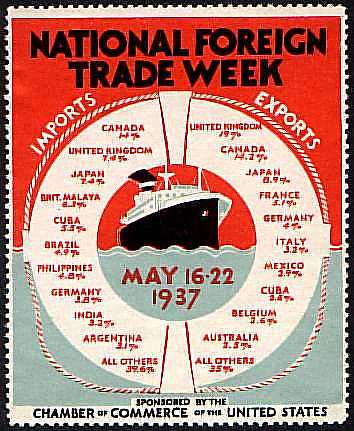 NATIONAL FOREIGN
TRADE WEEK
IMPORTS
CANADA
14%
UNITED KINGDOM
7.4%
JAPAN
7.4%
BRIT. MALAYA
6.3%
CUBA
5.5%
BRAZIL
4.9%
PHILIPPINES
4.8%
GERMANY
3.8%
INDIA
3.2%
ARGENTINA
3.1%
ALL OTHERS
39.6%
EXPORTS
UNITED KINGDOM
19%
CANADA
14.2%
JAPAN
8.9%
FRANCE
5.1%
GERMANY
4%
ITALY
3.2%
MEXICO
2.9%
CUBA
2.6%
BELGIUM
2.6%
AUSTRALIA
2.5%
ALL OTHERS
35%
MAY 16-22
1937
SPONSORED BY THE
CHAMBER OF COMMERCE OF THE UNITED STATES